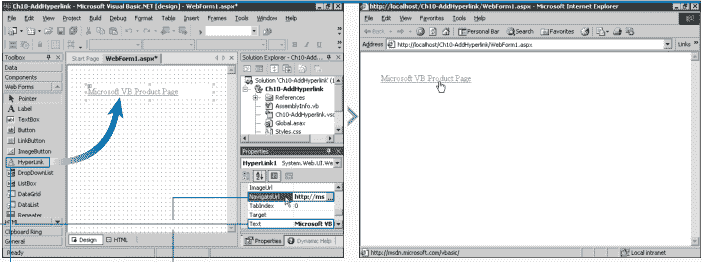 Ch10-AddHyperlink - Microsoft Visual Basic.NET [design] - WebForm1.aspx*
File Edit View Project Build Debug Format Table Insert Frames Tools Window Help
Toolbox
Data
Components
Web Forms
Pointer
Label
TextBox
Button
LinkButton
ImageButton
HyperLink
DropDownList
ListBox
DataGrid
DataList
Repeater
HTML
Clipboard Ring
General
Ready
Start Page WebForm1.aspx*
Microsoft VB Product Page
Design HTML
Solution Explorer - Ch10-Add...
Solution 'Ch10-AddHyperlink' (1
Ch10-AddHyperlink
References
AssemblyInfo.vb
Ch10-AddHyperlink.vsc
Global.asax
Styles.css
Properties
HyperLink1 System.Web.UI.We
ImageUrl
NavigateUrl http://ms ...
TabIndex 0
Target
Text Microsoft VB
Properties Dynamic Help
http://localhost/Ch10-AddHyperlink/WebForm1.aspx - Microsoft Internet Explorer
File Edit View Favorites Tools Help
Back Personal Bar Search Favorites
Address http://localhost/Ch10-AddHyperlink/WebForm1.aspx Links »
Microsoft VB Product Page
http://msdn.microsoft.com/vbasic/ Local intranet